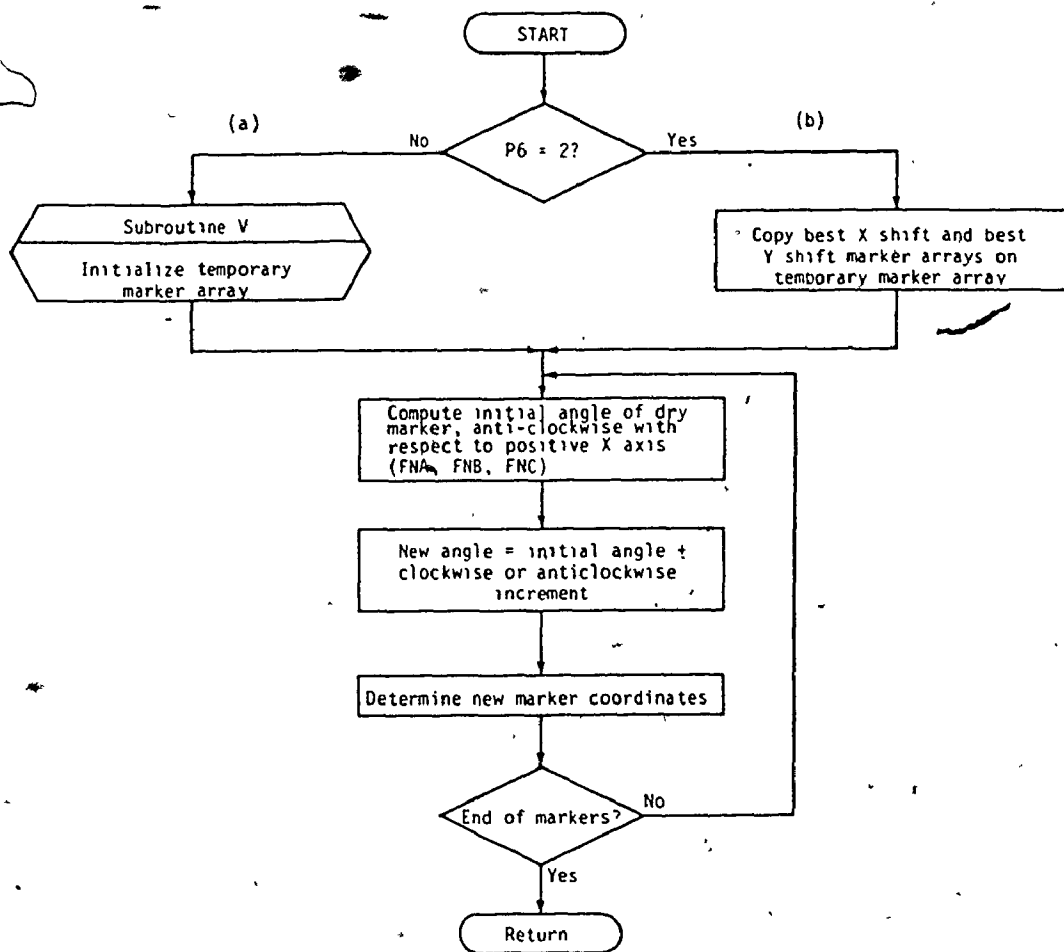 START
(a)
No
P6 = 2?
Yes
(b)
Subroutine V
Initialize temporary
marker array
Copy best X shift and best
Y shift marker arrays on
temporary marker array
Compute initial angle of dry
marker, anti-clockwise with
respect to positive X axis
(FNA, FNB, FNC)
New angle = initial angle +
clockwise or anticlockwise
increment
Determine new marker coordinates
End of markers?
No
Yes
Return